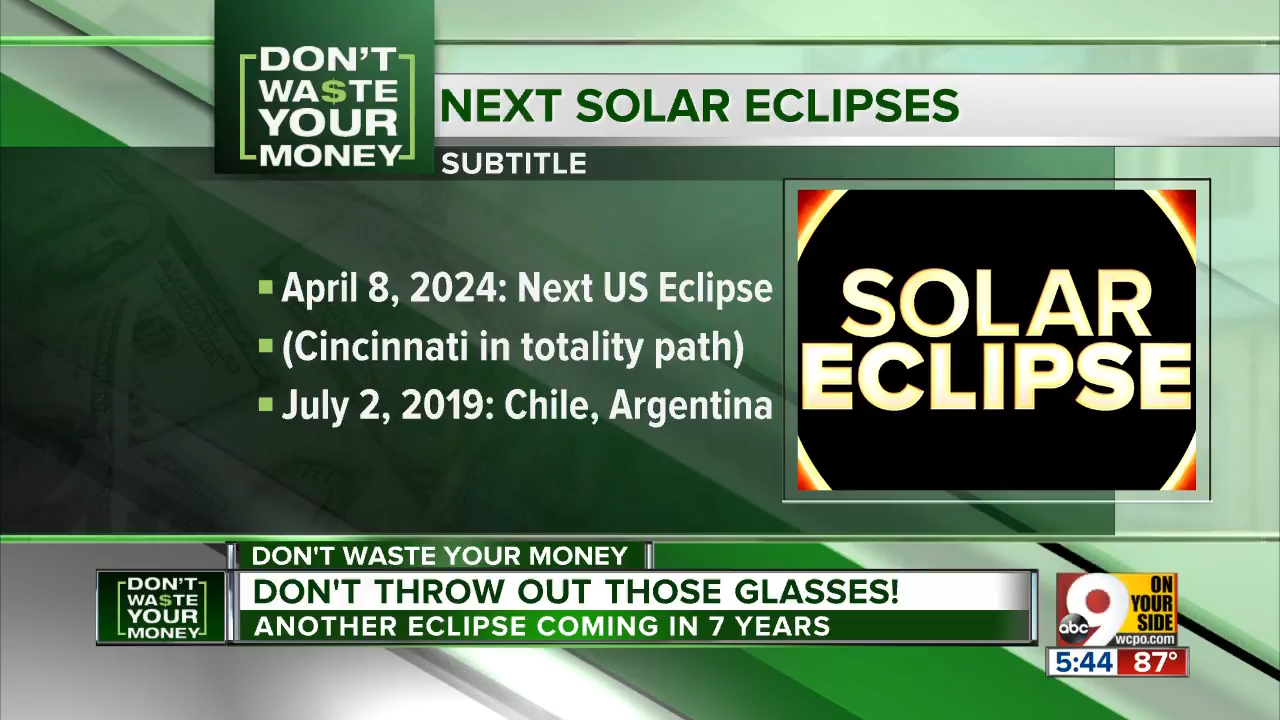 DON'T
WA$TE
YOUR
MONEY
NEXT SOLAR ECLIPSES
SUBTITLE
April 8, 2024: Next US Eclipse
(Cincinnati in totality path)
July 2, 2019: Chile, Argentina
SOLAR
ECLIPSE
DON'T WASTE YOUR MONEY
DON'T
WA$TE
YOUR
MONEY
DON'T THROW OUT THOSE GLASSES!
ANOTHER ECLIPSE COMING IN 7 YEARS
abc 9
ON
YOUR
SIDE
wcpo.com
5:44 87°